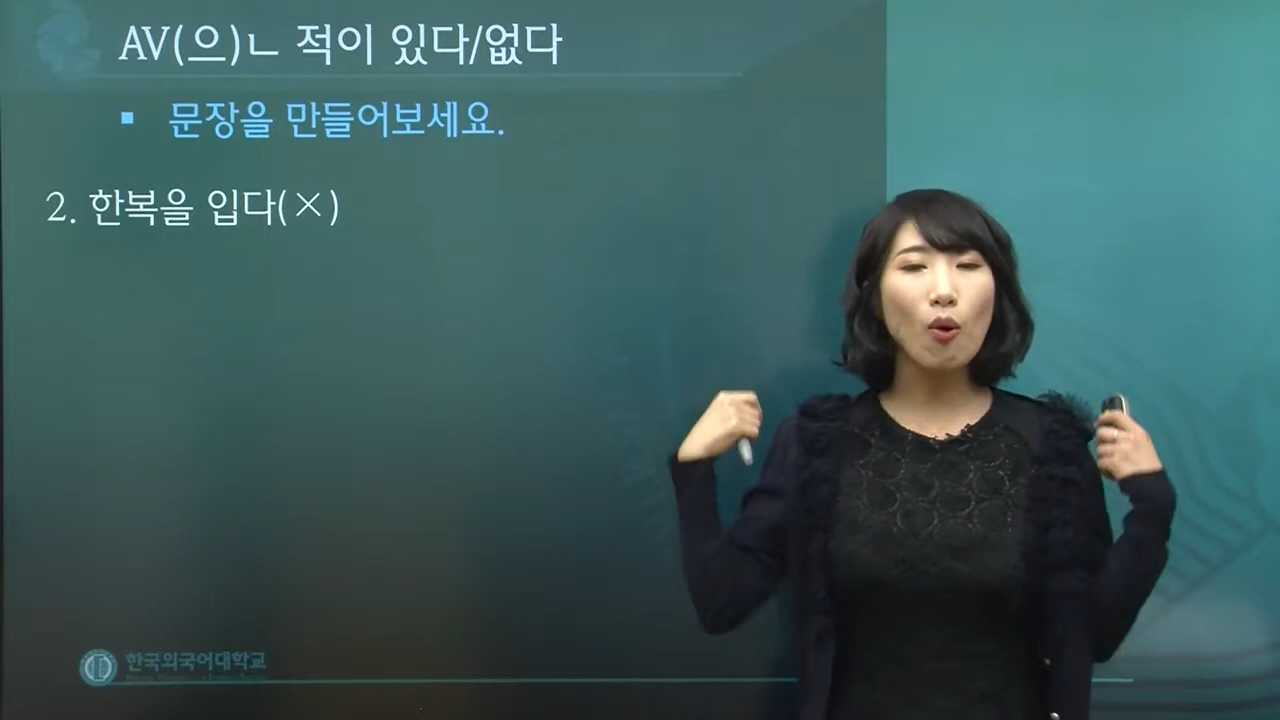 AV(으)ㄴ 적이 있다/없다
▪ 문장을 만들어보세요.
2. 한복을 입다(×)
한국외국어대학교